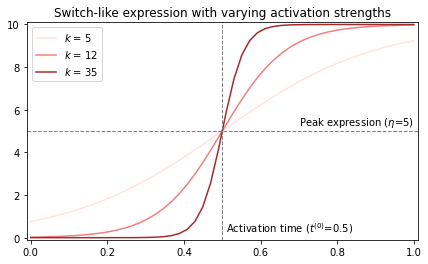 Switch-like expression with varying activation strengths
k = 5
k = 12
k = 35
10
8
6
4
2
0
Peak expression (η=5)
Activation time (t⁽⁰⁾=0.5)
0.0 0.2 0.4 0.6 0.8 1.0